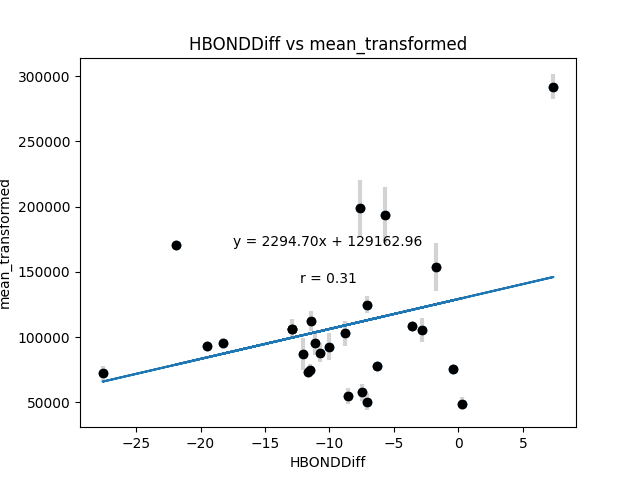 HBONDDiff vs mean_transformed
300000
250000
200000
150000
100000
50000
mean_transformed
y = 2294.70x + 129162.96
r = 0.31
−25
−20
−15
−10
−5
0
5
HBONDDiff